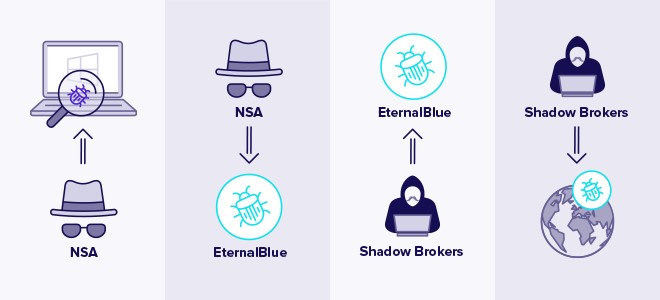 NSA
NSA
EternalBlue
EternalBlue
Shadow Brokers
Shadow Brokers